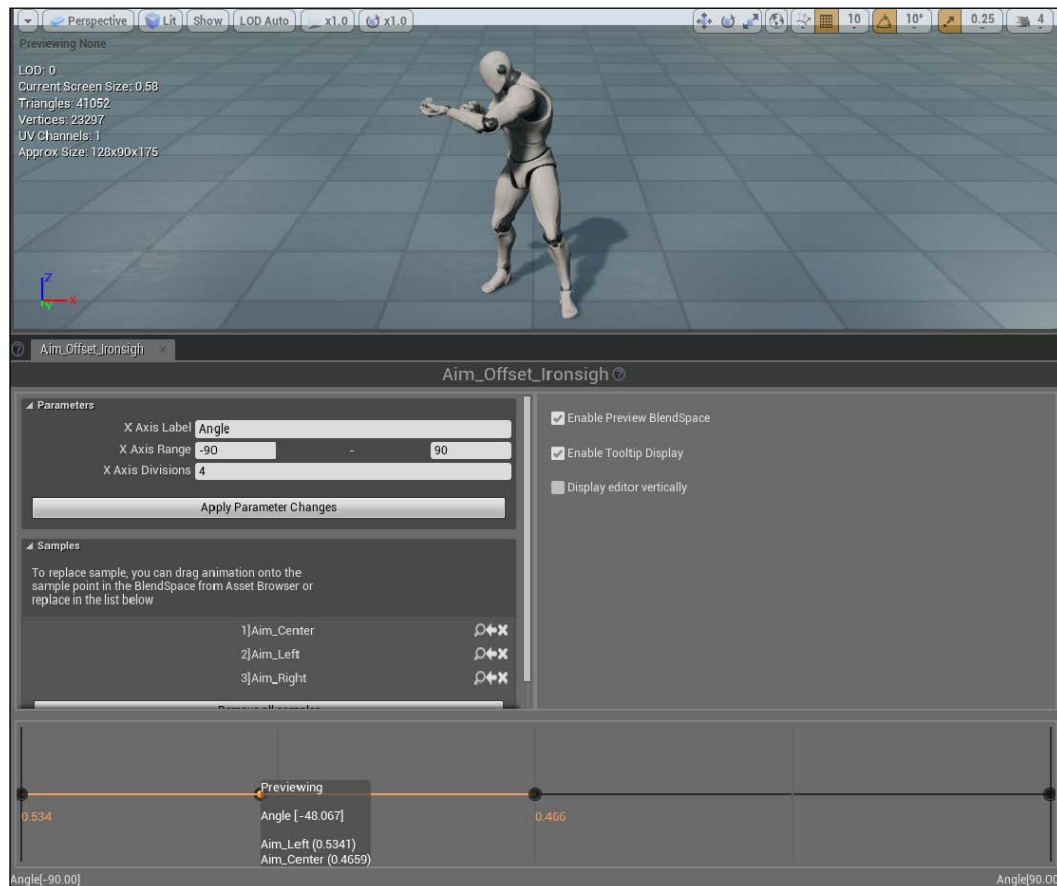 Perspective Lit Show LOD Auto x1.0 x1.0 10 10° 0.25 4
Previewing None
LOD: 0
Current Screen Size: 0.58
Triangles: 41052
Vertices: 23297
UV Channels: 1
Approx Size: 128x90x175
Z
X
Y
Aim_Offset_Ironsigh
Aim_Offset_Ironsigh
Parameters
X Axis Label Angle
X Axis Range -90 - 90
X Axis Divisions 4
Apply Parameter Changes
Enable Preview BlendSpace
Enable Tooltip Display
Display editor vertically
Samples
To replace sample, you can drag animation onto the
sample point in the BlendSpace from Asset Browser or
replace in the list below
1]Aim_Center
2]Aim_Left
3]Aim_Right
Remove all samples
Previewing
0.534 Angle [-48.067] 0.466
Aim_Left (0.5341)
Aim_Center (0.4659)
Angle[-90.00] Angle[90.00